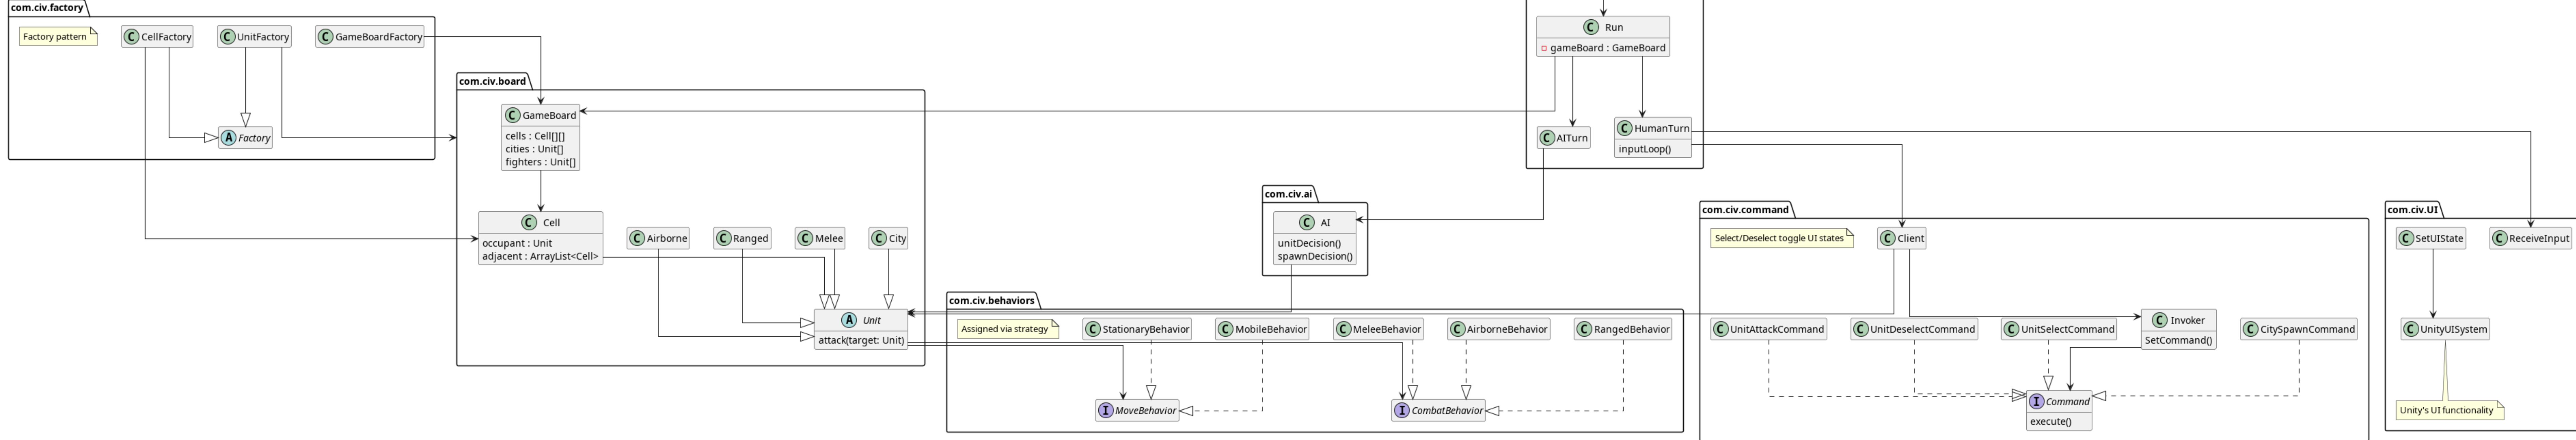 com.civ.factory
Factory pattern
C CellFactory
C UnitFactory
C GameBoardFactory
A Factory
com.civ.board
C GameBoard
cells : Cell[][]
cities : Unit[]
fighters : Unit[]
C Cell
occupant : Unit
adjacent : ArrayList<Cell>
C Airborne
C Ranged
C Melee
C City
A Unit
attack(target: Unit)
C Run
gameBoard : GameBoard
C AITurn
C HumanTurn
inputLoop()
com.civ.ai
C AI
unitDecision()
spawnDecision()
com.civ.behaviors
Assigned via strategy
C StationaryBehavior
C MobileBehavior
C MeleeBehavior
C AirborneBehavior
C RangedBehavior
I MoveBehavior
I CombatBehavior
com.civ.command
Select/Deselect toggle UI states
C Client
C UnitAttackCommand
C UnitDeselectCommand
C UnitSelectCommand
C Invoker
SetCommand()
C CitySpawnCommand
I Command
execute()
com.civ.UI
C SetUIState
C ReceiveInput
C UnityUISystem
Unity's UI functionality